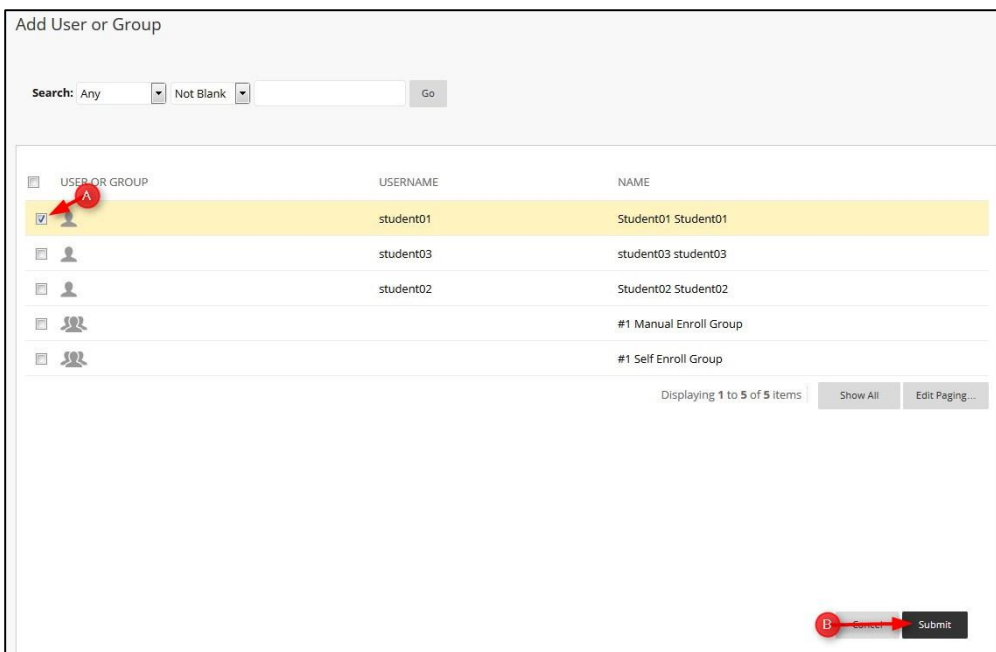 Add User or Group
Search: Any Not Blank Go
USER OR GROUP USERNAME NAME
A
student01 Student01 Student01
student03 student03 student03
student02 Student02 Student02
#1 Manual Enroll Group
#1 Self Enroll Group
Displaying 1 to 5 of 5 items Show All Edit Paging...
B Cancel Submit